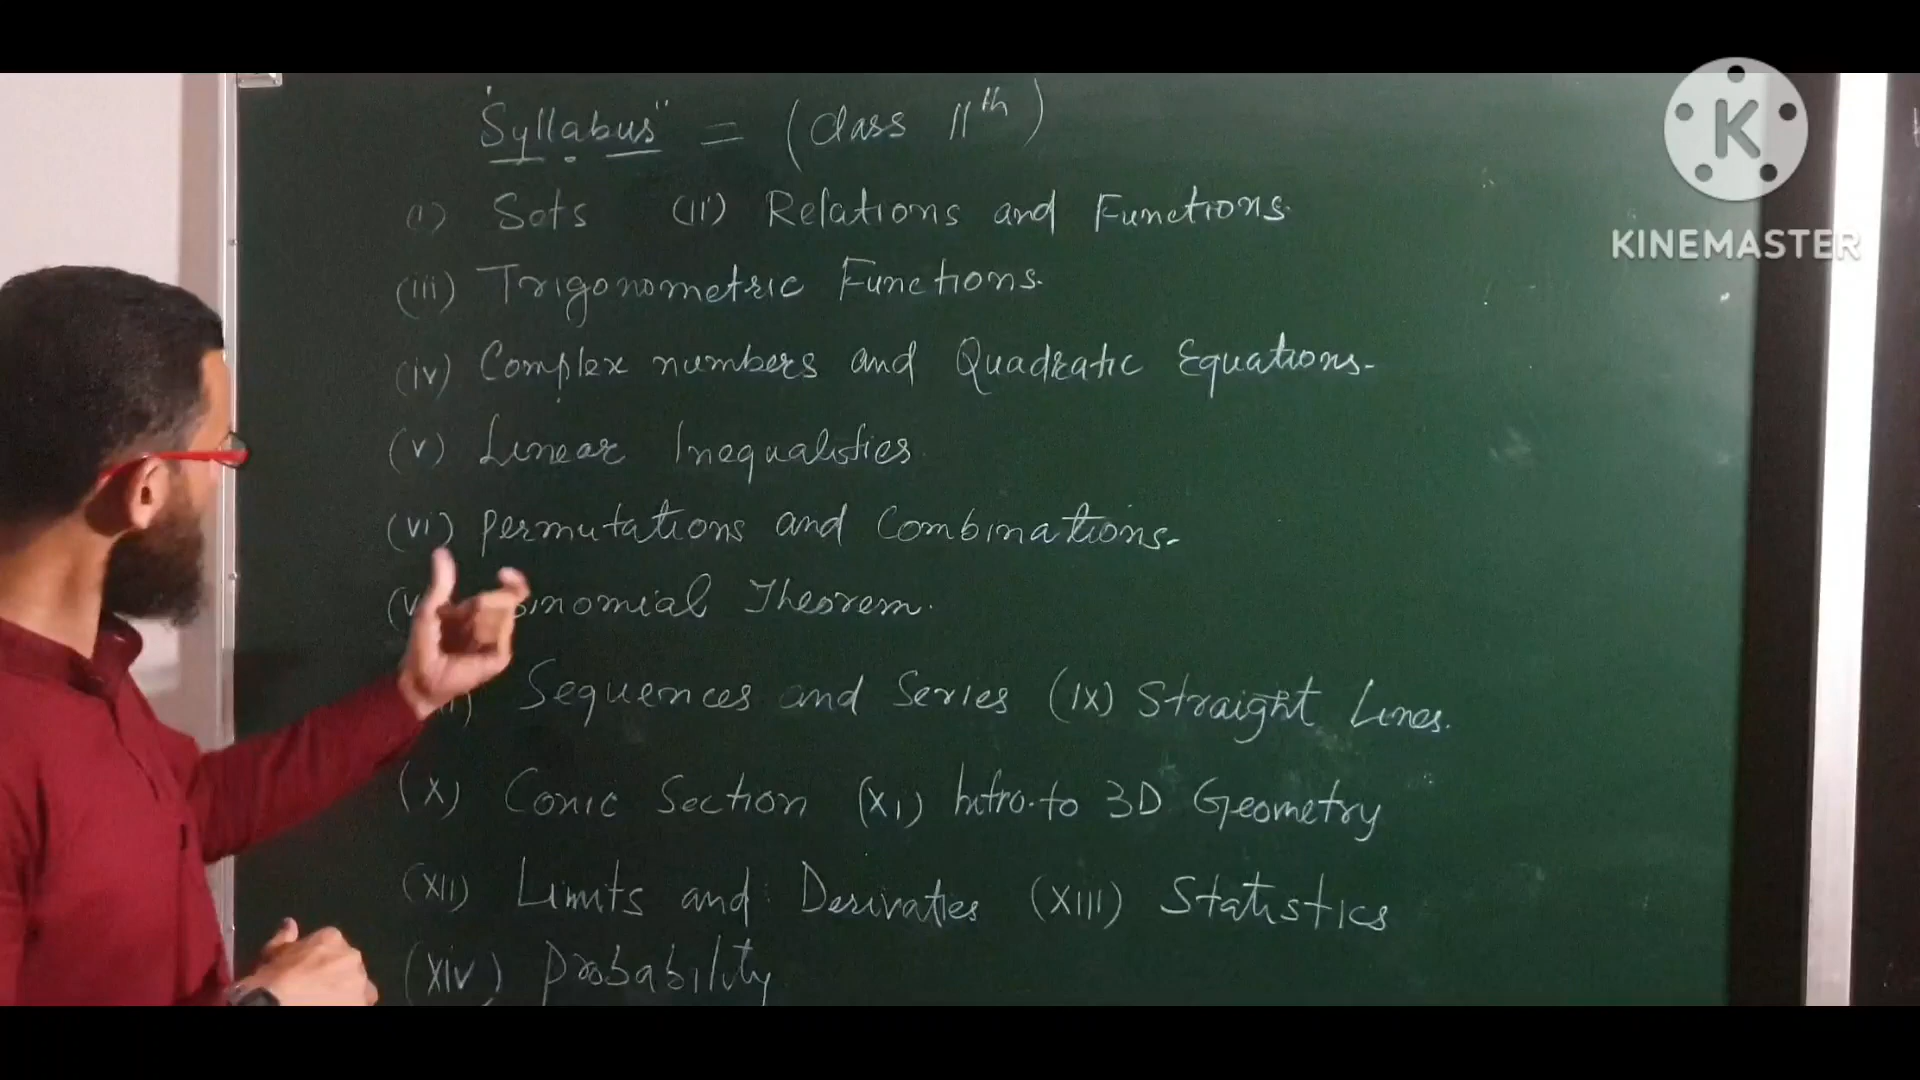 "Syllabus" = (Class 11th)
(i) Sets (ii) Relations and Functions.
(iii) Trigonometric Functions.
(iv) Complex numbers and Quadratic Equations.
(v) Linear Inequalities
(vi) Permutations and Combinations.
(v inomial Theorem.
Sequences and Series (ix) Straight Lines.
(x) Conic Section (xi) Intro. to 3D Geometry
(xii) Limits and Derivaties (xiii) Statistics
(xiv) Probability
K
KINEMASTER